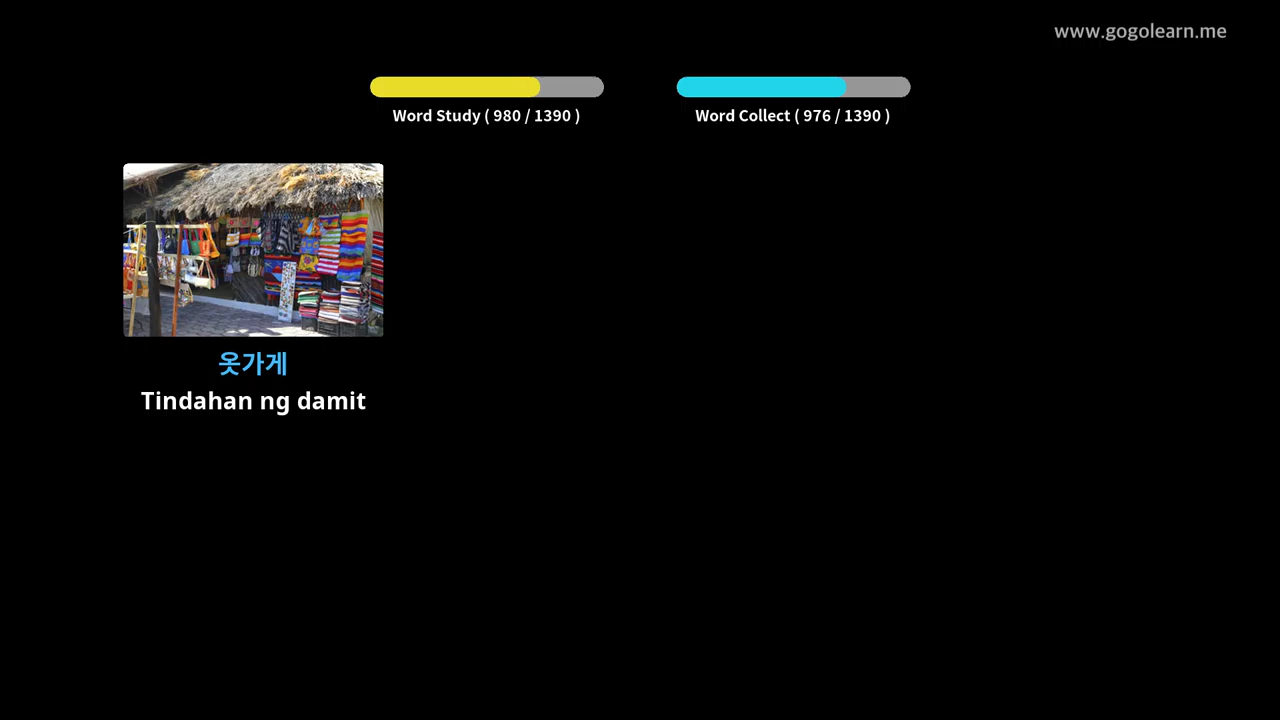 www.gogolearn.me
Word Study ( 980 / 1390 )
Word Collect ( 976 / 1390 )
옷가게
Tindahan ng damit